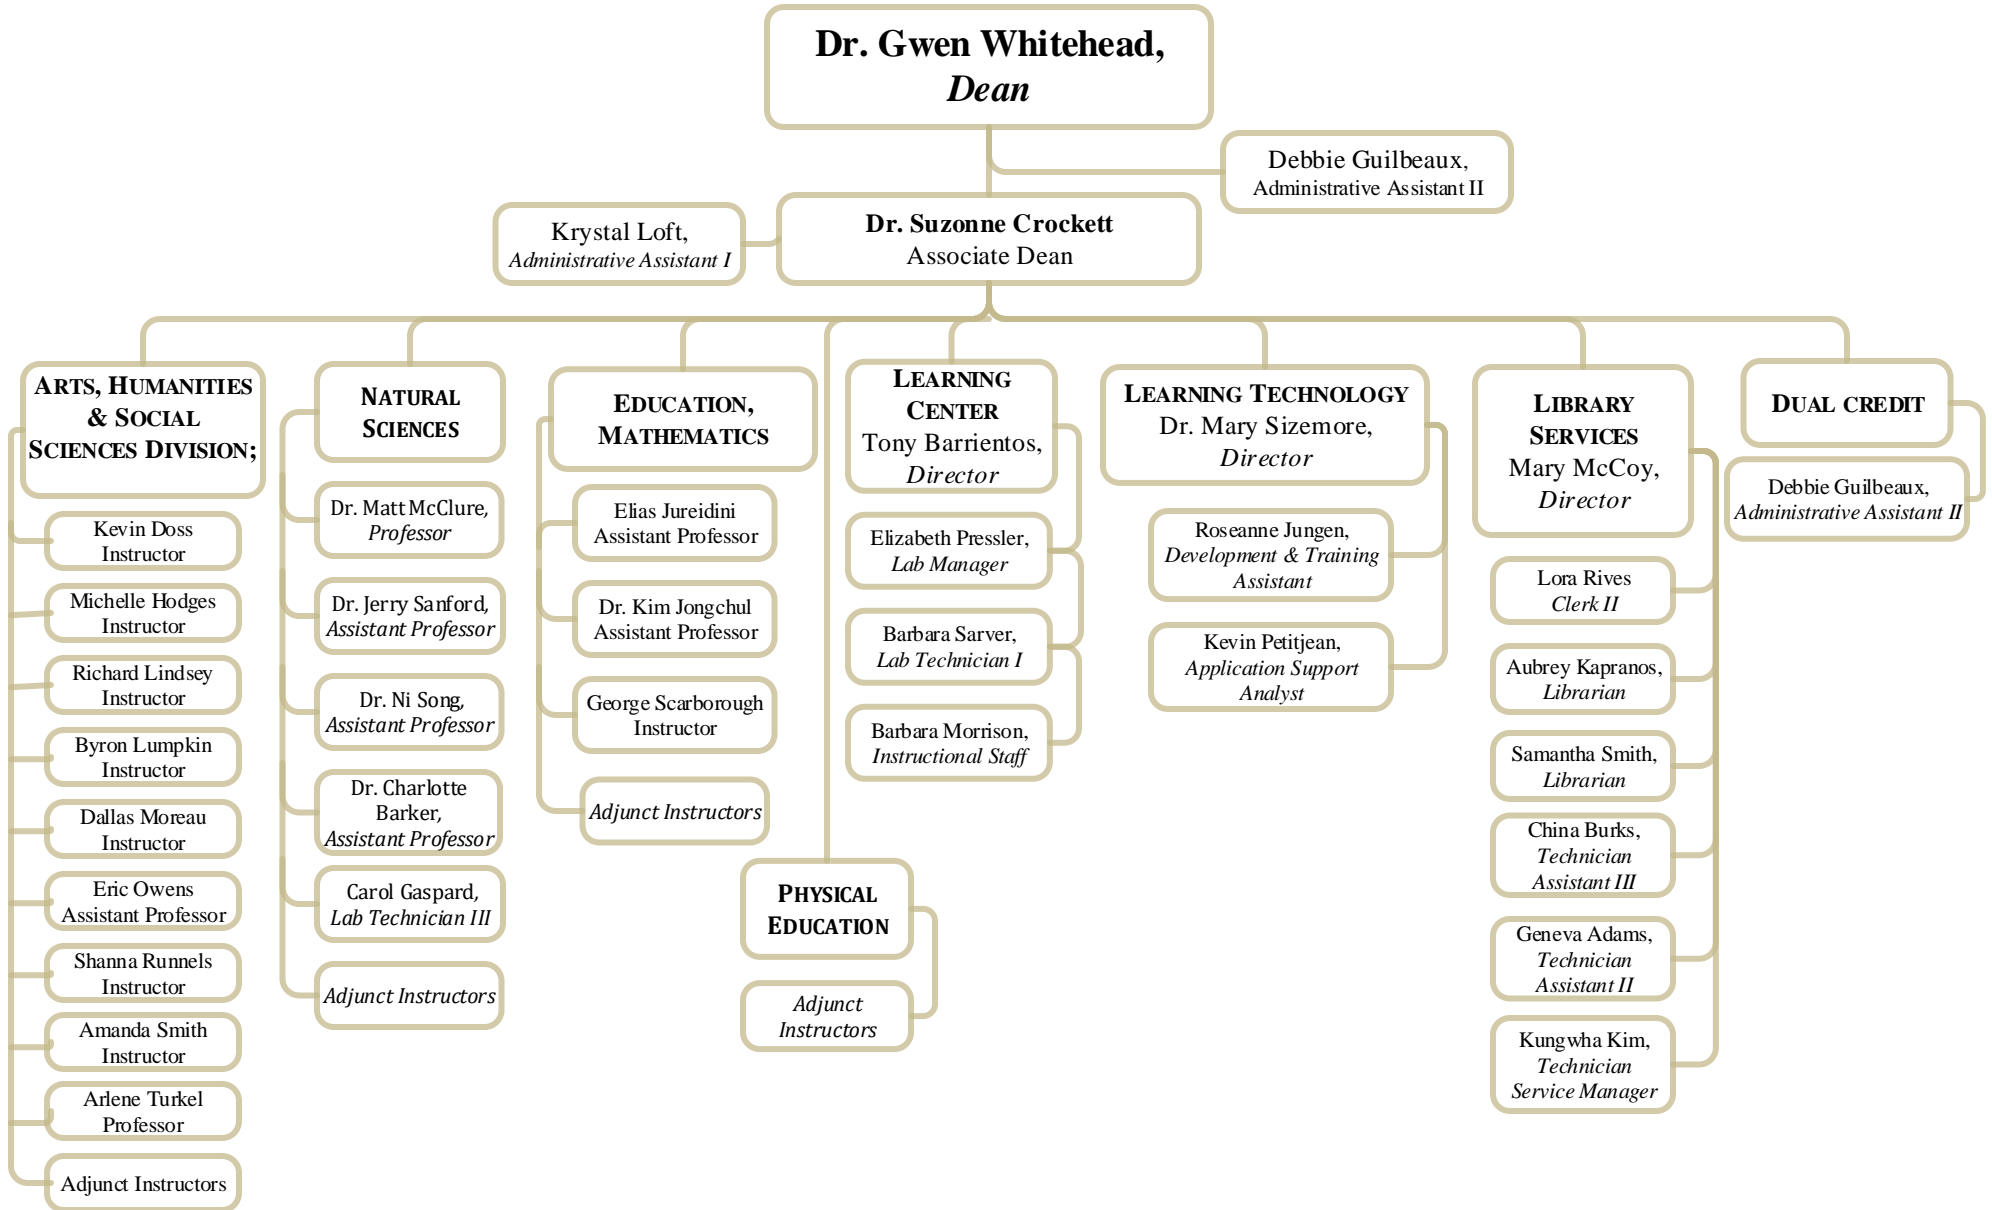 Dr. Gwen Whitehead,
Dean
Debbie Guilbeaux,
Administrative Assistant II
Krystal Loft,
Administrative Assistant I
Dr. Suzonne Crockett
Associate Dean
ARTS, HUMANITIES
& SOCIAL
SCIENCES DIVISION;
Kevin Doss
Instructor
Michelle Hodges
Instructor
Richard Lindsey
Instructor
Byron Lumpkin
Instructor
Dallas Moreau
Instructor
Eric Owens
Assistant Professor
Shanna Runnels
Instructor
Amanda Smith
Instructor
Arlene Turkel
Professor
Adjunct Instructors
NATURAL
SCIENCES
Dr. Matt McClure,
Professor
Dr. Jerry Sanford,
Assistant Professor
Dr. Ni Song,
Assistant Professor
Dr. Charlotte
Barker,
Assistant Professor
Carol Gaspard,
Lab Technician III
Adjunct Instructors
EDUCATION,
MATHEMATICS
Elias Jureidini
Assistant Professor
Dr. Kim Jongchul
Assistant Professor
George Scarborough
Instructor
Adjunct Instructors
PHYSICAL
EDUCATION
Adjunct
Instructors
LEARNING
CENTER
Tony Barrientos,
Director
Elizabeth Pressler,
Lab Manager
Barbara Sarver,
Lab Technician I
Barbara Morrison,
Instructional Staff
LEARNING TECHNOLOGY
Dr. Mary Sizemore,
Director
Roseanne Jungen,
Development & Training
Assistant
Kevin Petitjean,
Application Support
Analyst
LIBRARY
SERVICES
Mary McCoy,
Director
Lora Rives
Clerk II
Aubrey Kapranos,
Librarian
Samantha Smith,
Librarian
China Burks,
Technician
Assistant III
Geneva Adams,
Technician
Assistant II
Kungwha Kim,
Technician
Service Manager
DUAL CREDIT
Debbie Guilbeaux,
Administrative Assistant II